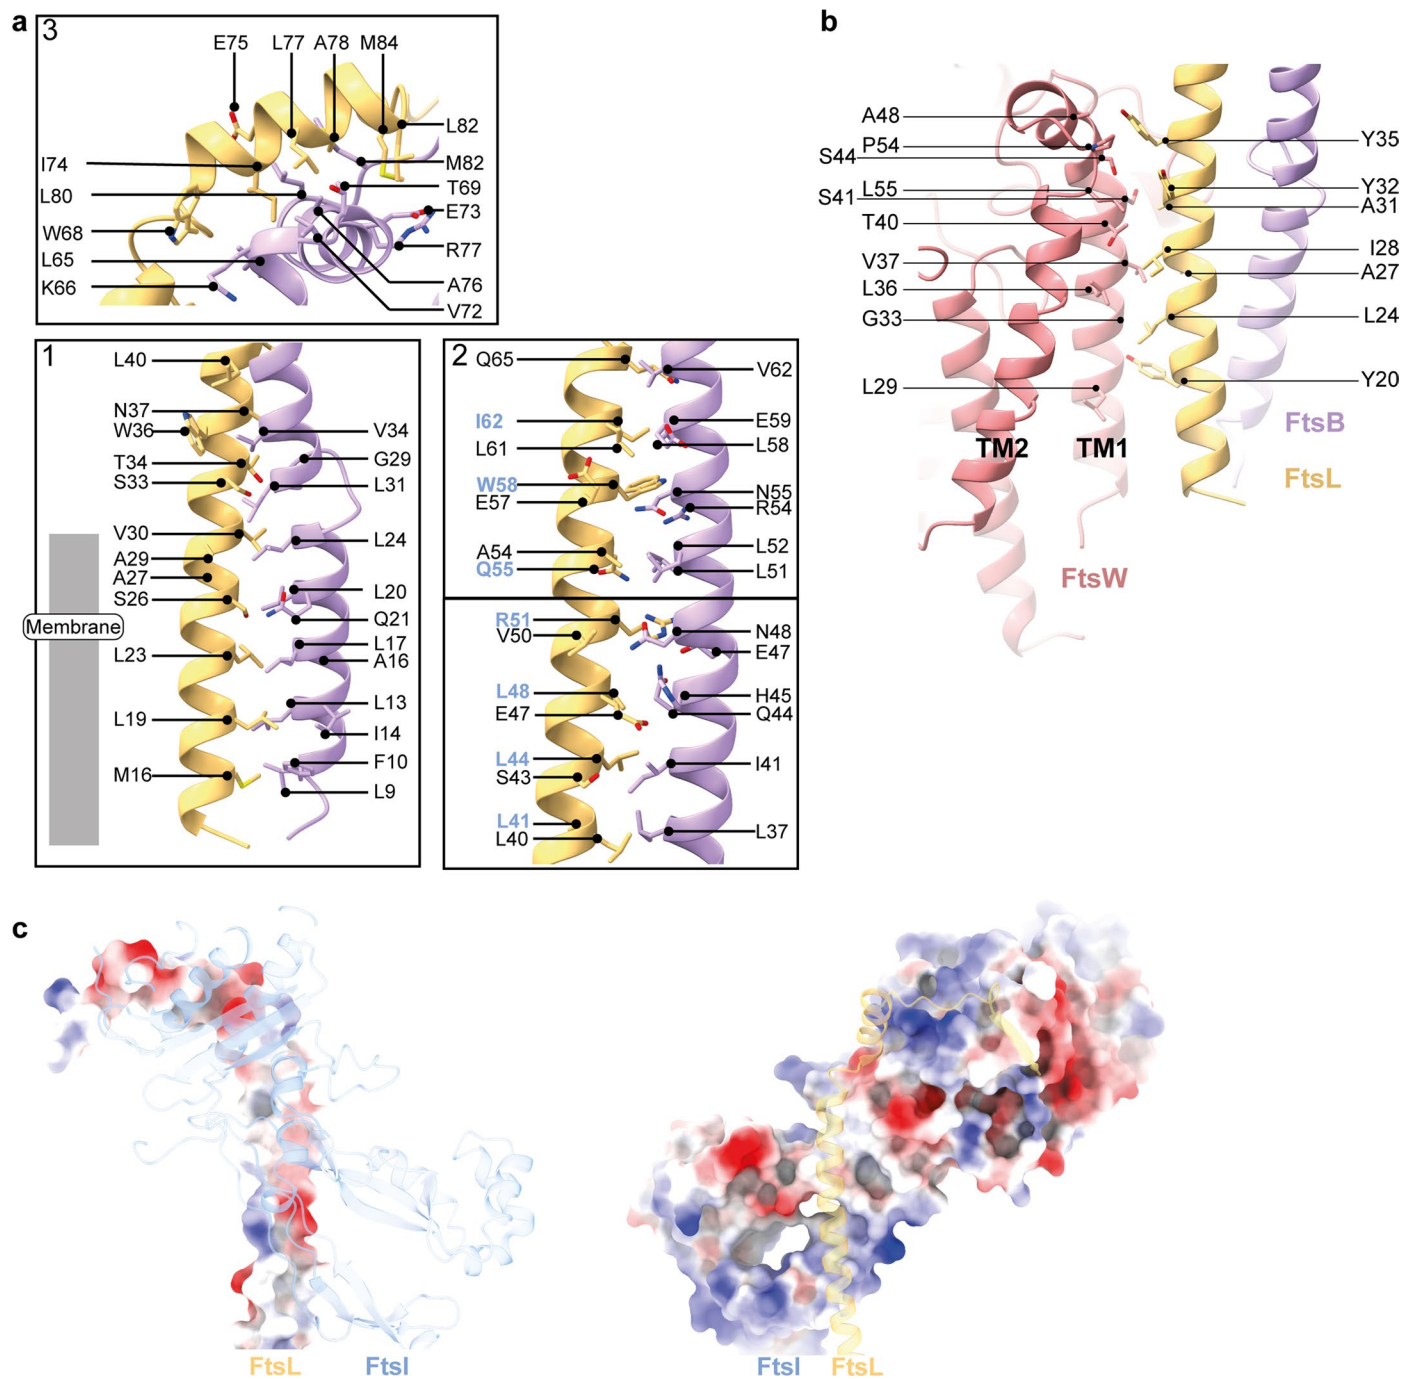 a
3
E75 L77 A78 M84
L82
I74
M82
L80
T69
E73
W68
R77
L65
K66
A76
V72
1
L40
N37
W36
V34
T34
G29
S33
L31
V30
L24
A29
A27
L20
S26
Q21
Membrane
L17
L23
A16
L13
L19
I14
F10
M16
L9
2
Q65
V62
I62
E59
L61
L58
W58
N55
E57
R54
A54
L52
Q55
L51
R51
V50
N48
E47
L48
H45
E47
Q44
L44
I41
S43
L41
L37
L40
b
A48
P54
Y35
S44
L55
Y32
S41
A31
T40
I28
V37
A27
L36
L24
G33
L29
Y20
FtsB
TM2 TM1
FtsL
FtsW
c
FtsL FtsI
FtsI FtsL